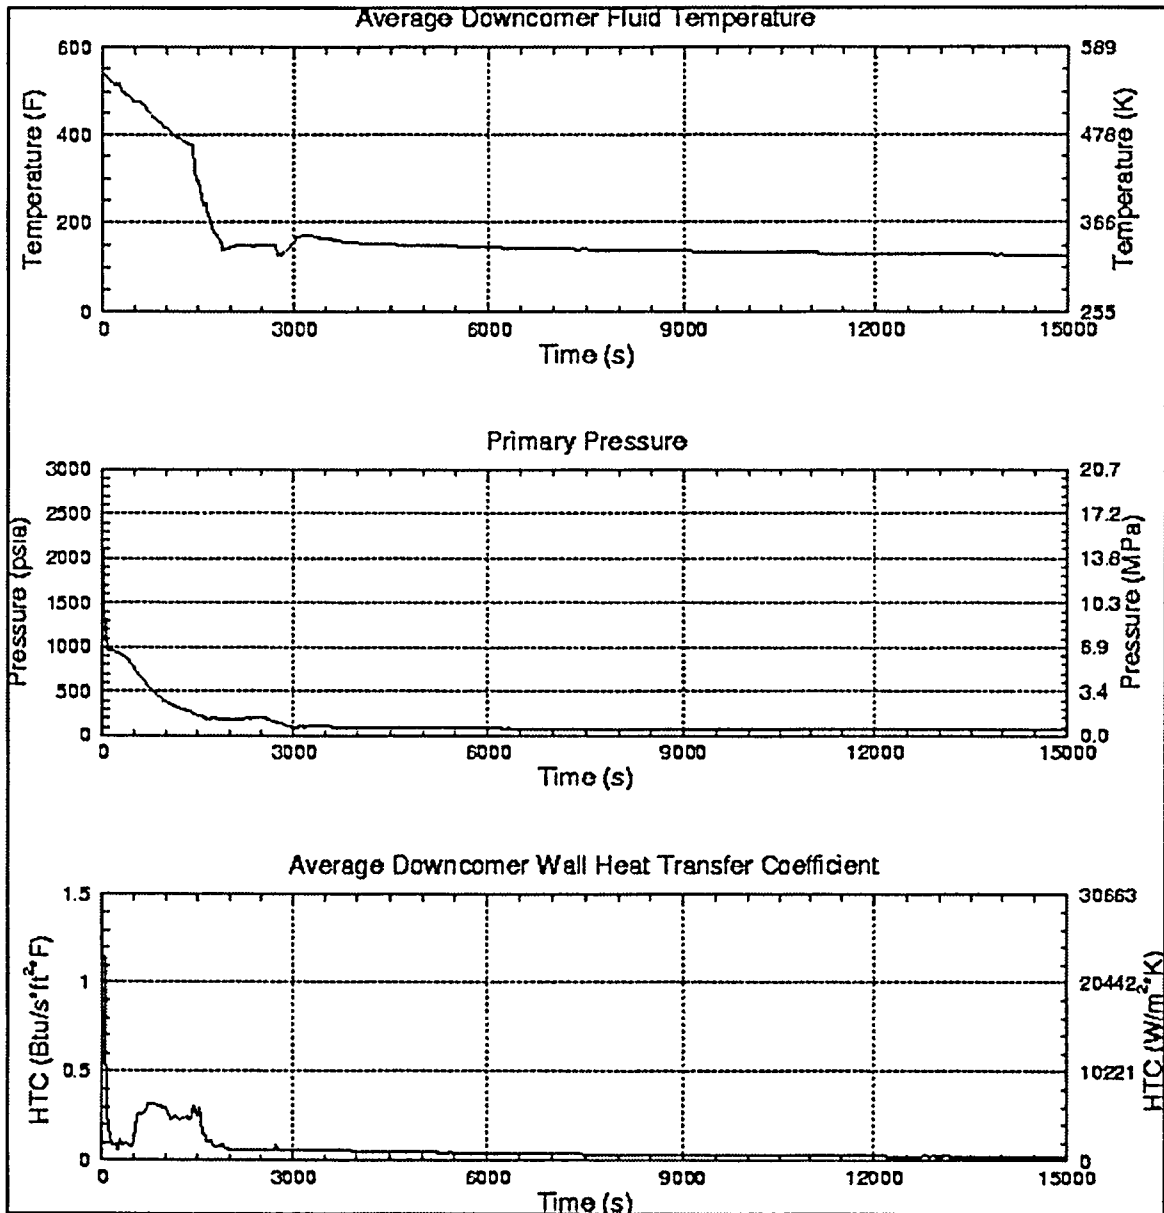 Average Downcomer Fluid Temperature
Temperature (F)
600
400
200
0
589
478
366
255
Temperature (K)
0 3000 6000 9000 12000 15000
Time (s)
Primary Pressure
Pressure (psia)
3000
2500
2000
1500
1000
500
0
20.7
17.2
13.8
10.3
8.9
3.4
0.0
Pressure (MPa)
0 3000 6000 9000 12000 15000
Time (s)
Average Downcomer Wall Heat Transfer Coefficient
HTC (Btu/s*ft²*F)
1.5
1
0.5
0
30663
20442
10221
0
HTC (W/m²*K)
0 3000 6000 9000 12000 15000
Time (s)